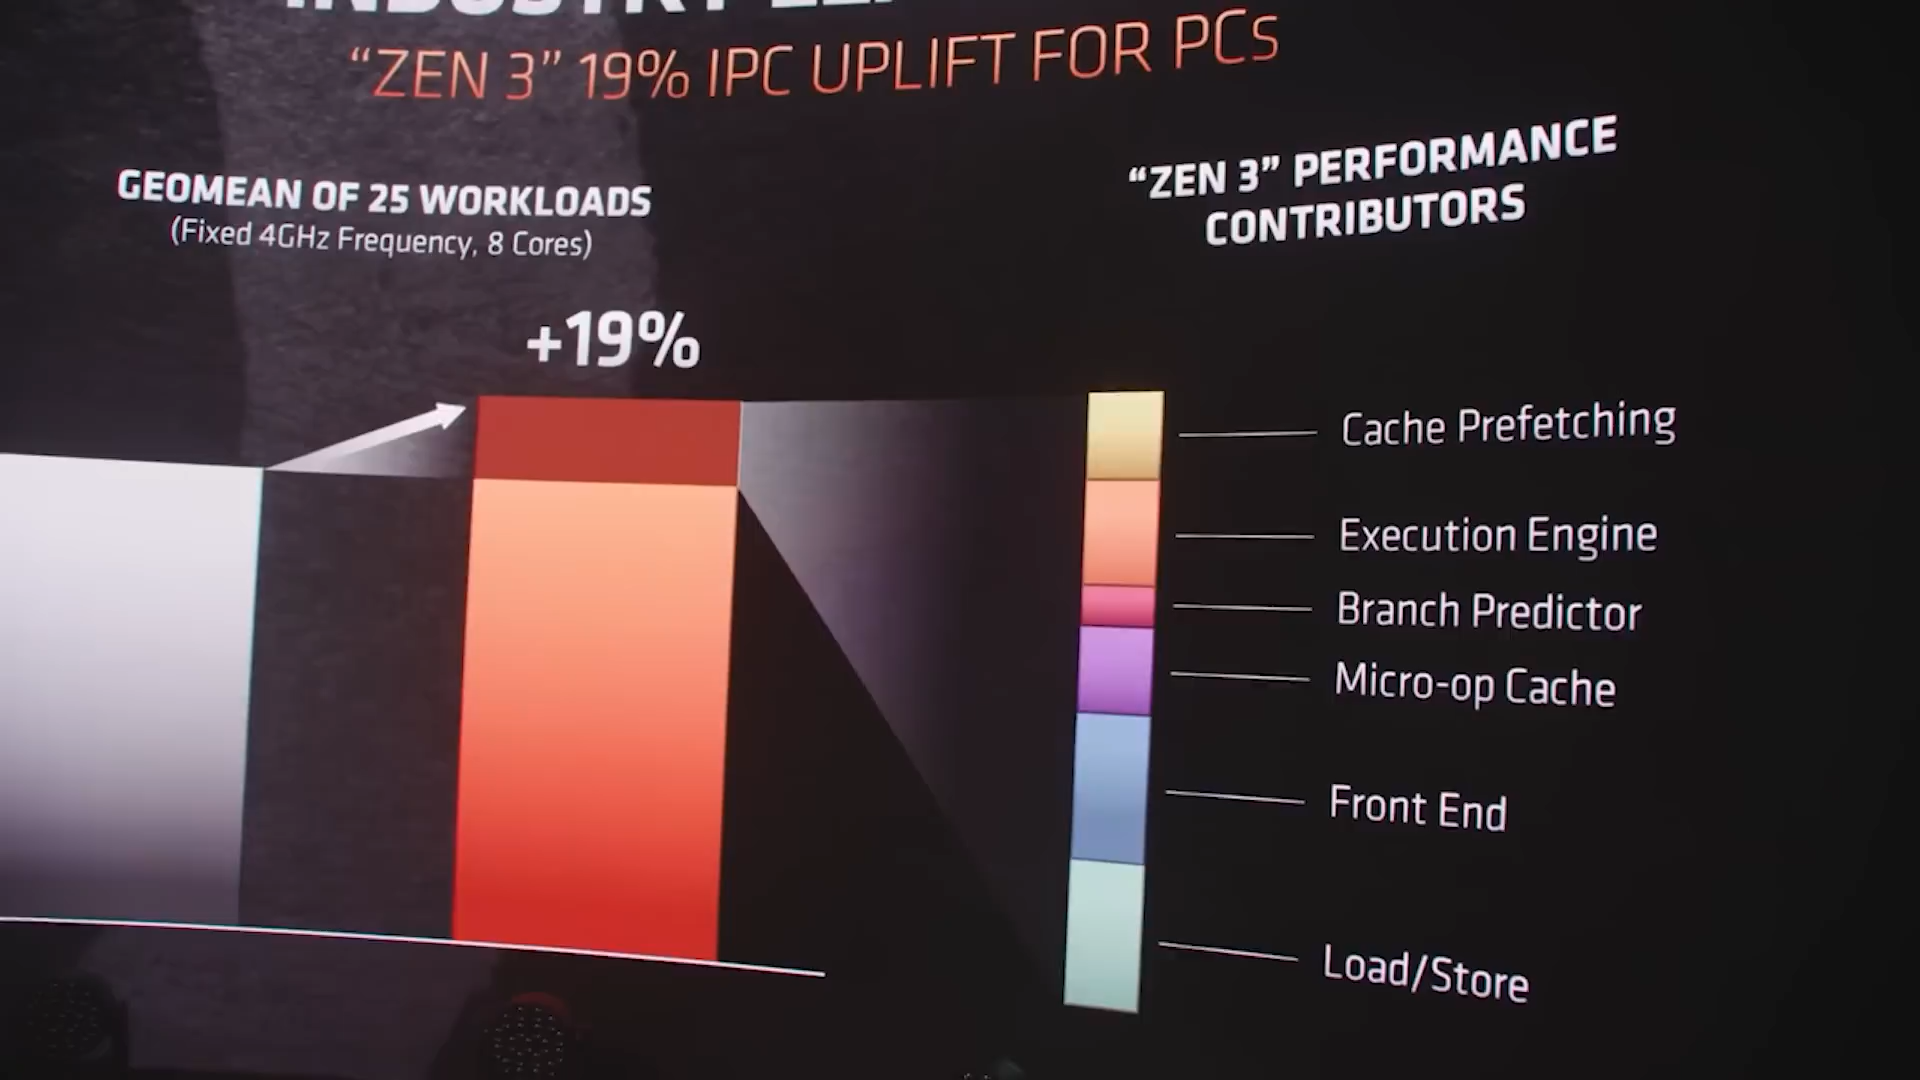 "ZEN 3" 19% IPC UPLIFT FOR PCs
GEOMEAN OF 25 WORKLOADS
(Fixed 4GHz Frequency, 8 Cores)
+19%
"ZEN 3" PERFORMANCE
CONTRIBUTORS
Cache Prefetching
Execution Engine
Branch Predictor
Micro-op Cache
Front End
Load/Store